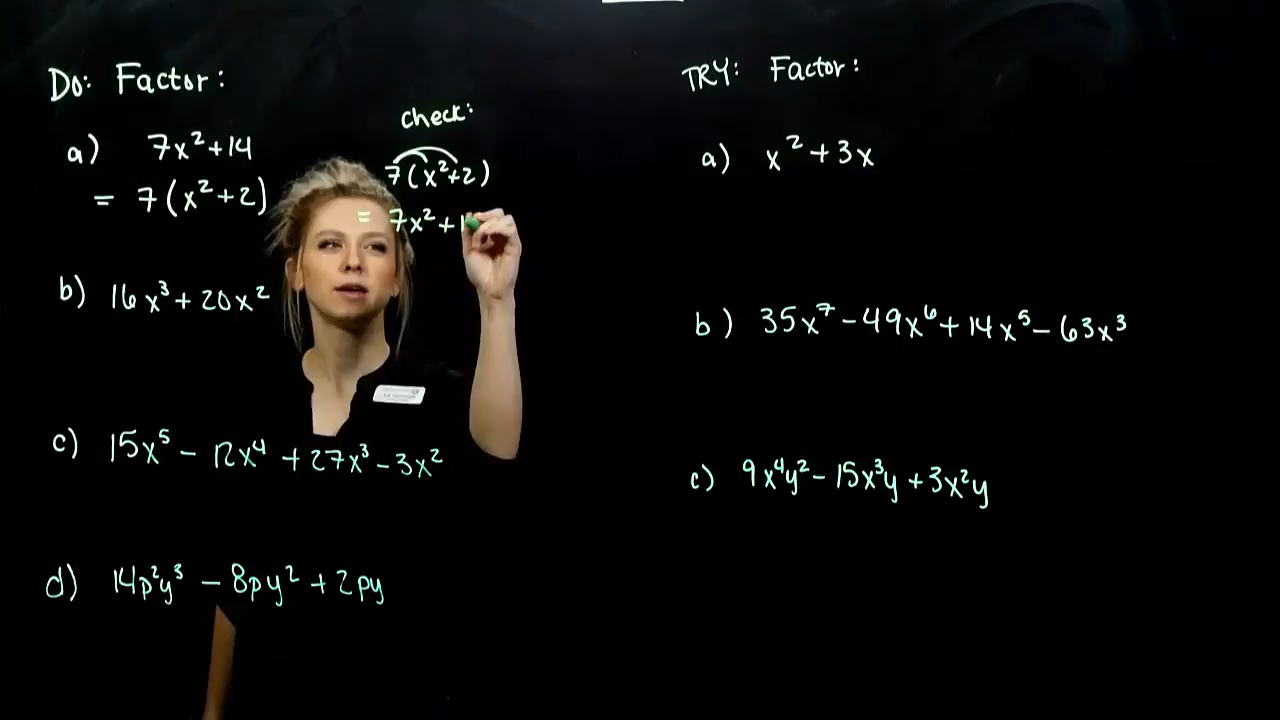 Do: Factor:
a) 7x² + 14
= 7(x² + 2)
check:
7(x² + 2)
= 7x² + 1
b) 16x³ + 20x²
c) 15x⁵ - 12x⁴ + 27x³ - 3x²
d) 14p²y³ - 8py² + 2py
TRY: Factor:
a) x² + 3x
b) 35x⁷ - 49x⁶ + 14x⁵ - 63x³
c) 9x⁴y² - 15x³y + 3x²y